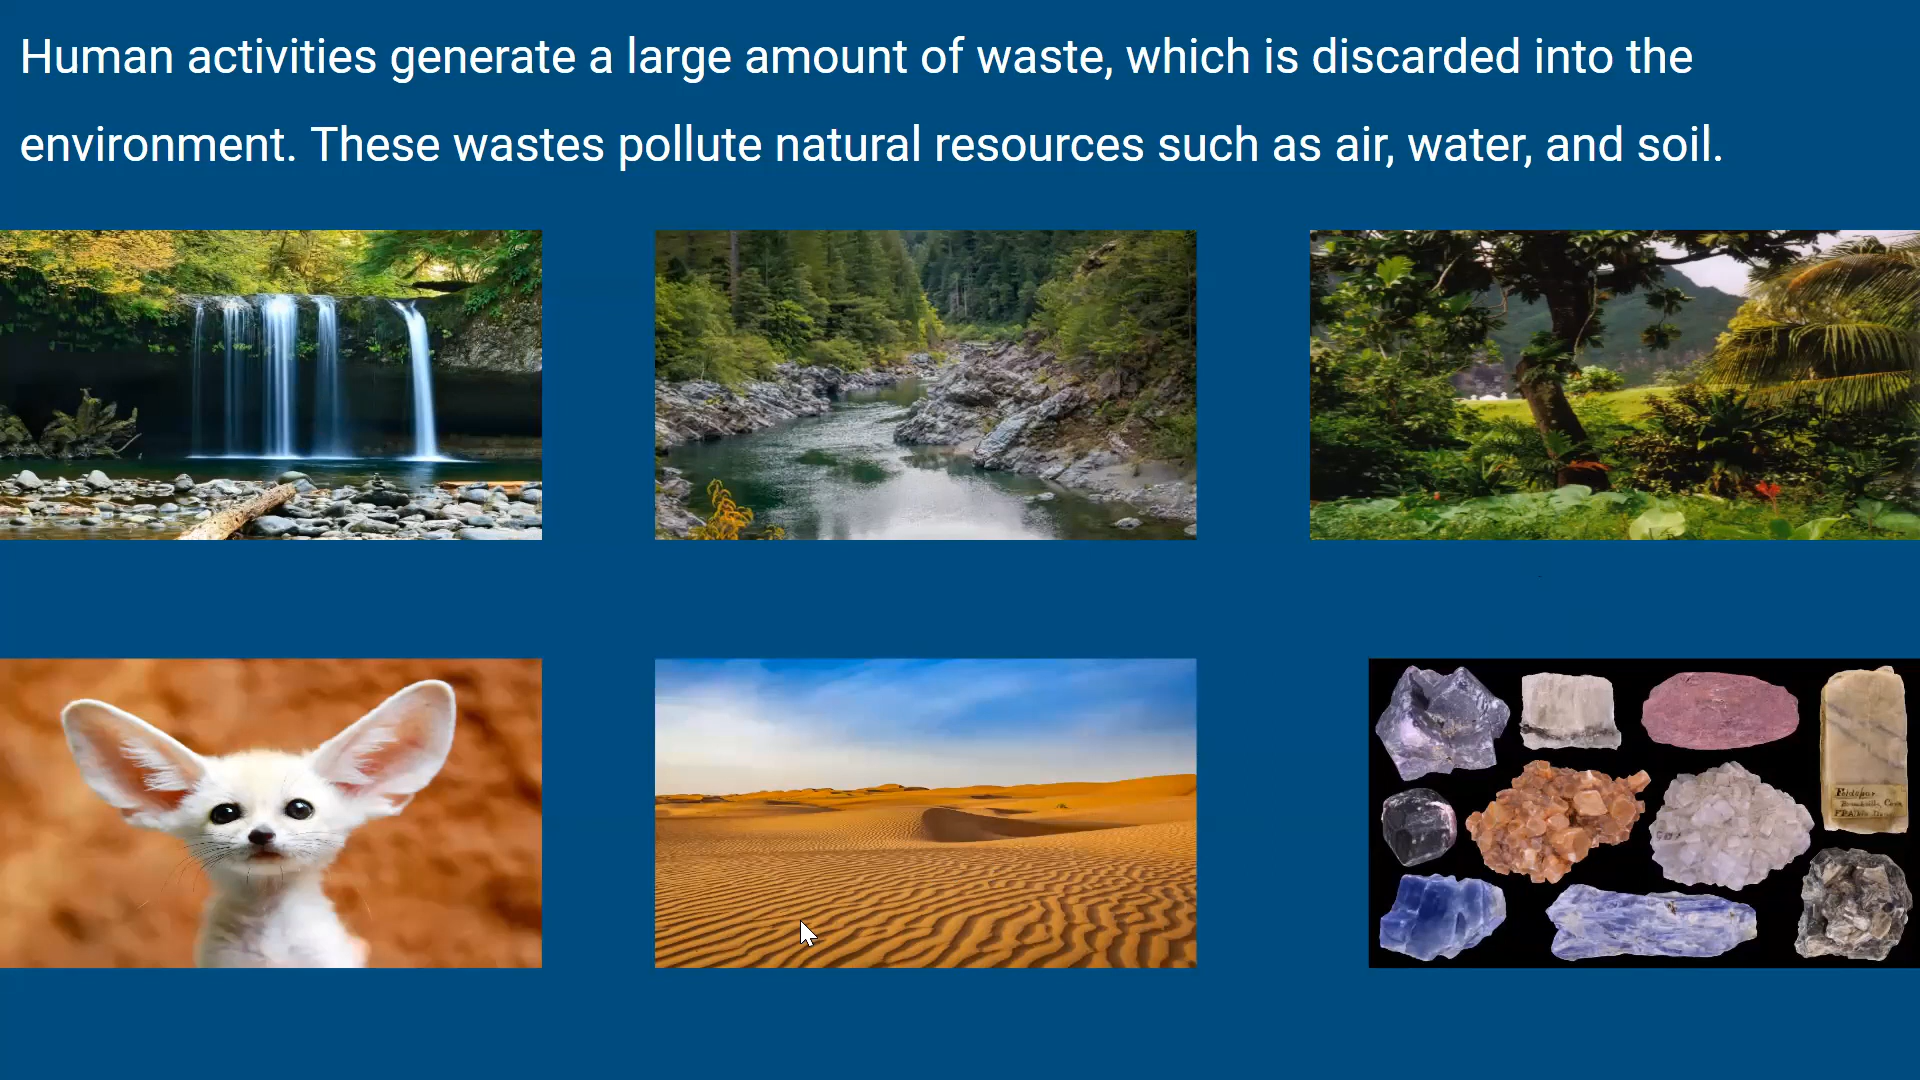 Human activities generate a large amount of waste, which is discarded into the
environment. These wastes pollute natural resources such as air, water, and soil.